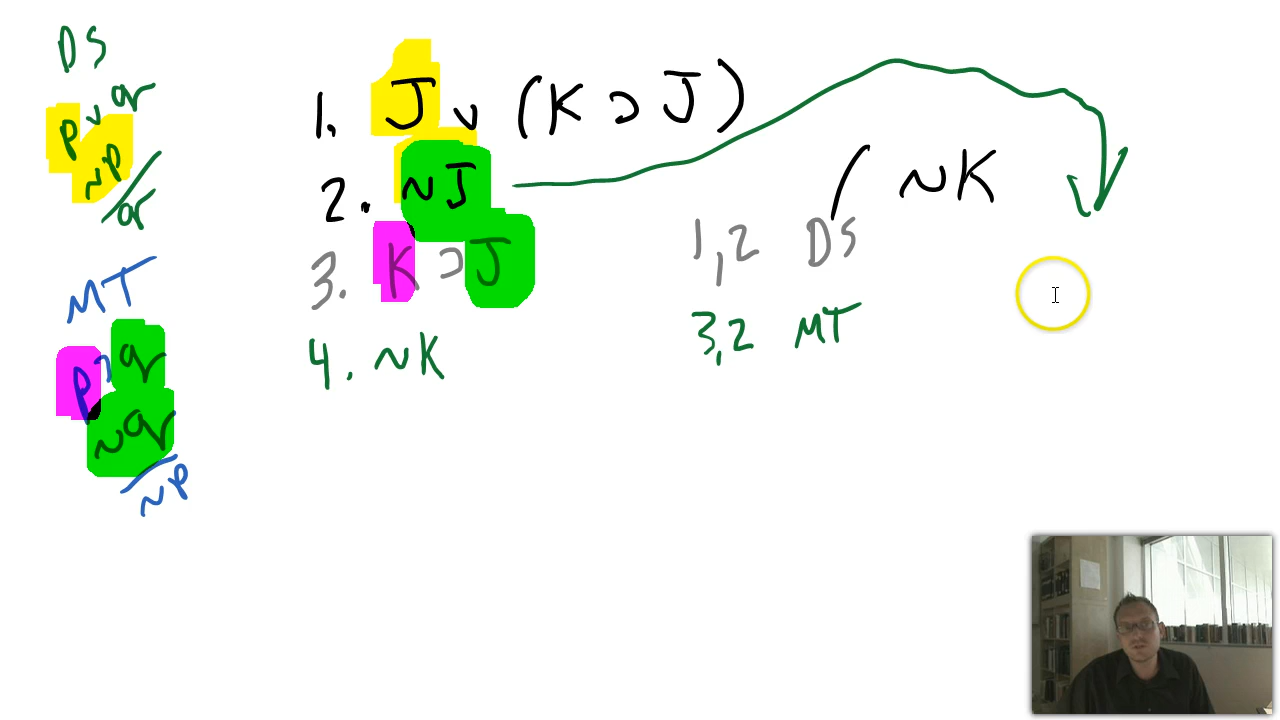 DS
p v q
~p
/ q
MT
p ⊃ q
~q
/ ~p
1. J v (K ⊃ J)
2. ~J / ~K
3. K ⊃ J 1,2 DS
4. ~K 3,2 MT